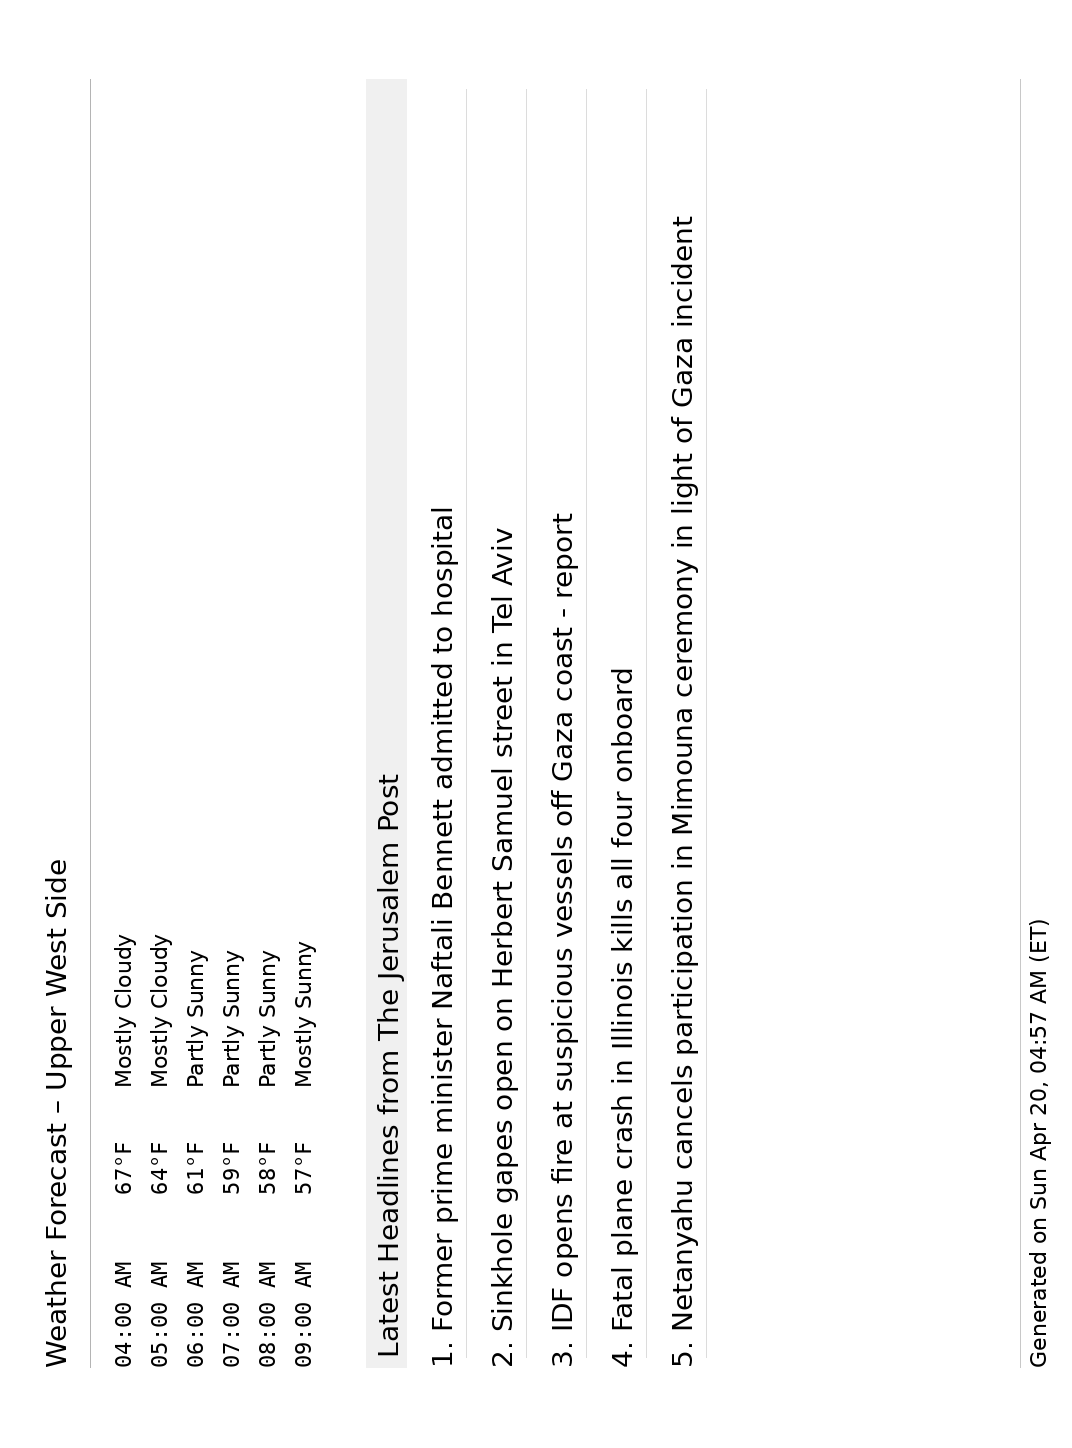 Weather Forecast – Upper West Side
04:00 AM 67°F Mostly Cloudy
05:00 AM 64°F Mostly Cloudy
06:00 AM 61°F Partly Sunny
07:00 AM 59°F Partly Sunny
08:00 AM 58°F Partly Sunny
09:00 AM 57°F Mostly Sunny
Latest Headlines from The Jerusalem Post
1. Former prime minister Naftali Bennett admitted to hospital
2. Sinkhole gapes open on Herbert Samuel street in Tel Aviv
3. IDF opens fire at suspicious vessels off Gaza coast - report
4. Fatal plane crash in Illinois kills all four onboard
5. Netanyahu cancels participation in Mimouna ceremony in light of Gaza incident
Generated on Sun Apr 20, 04:57 AM (ET)